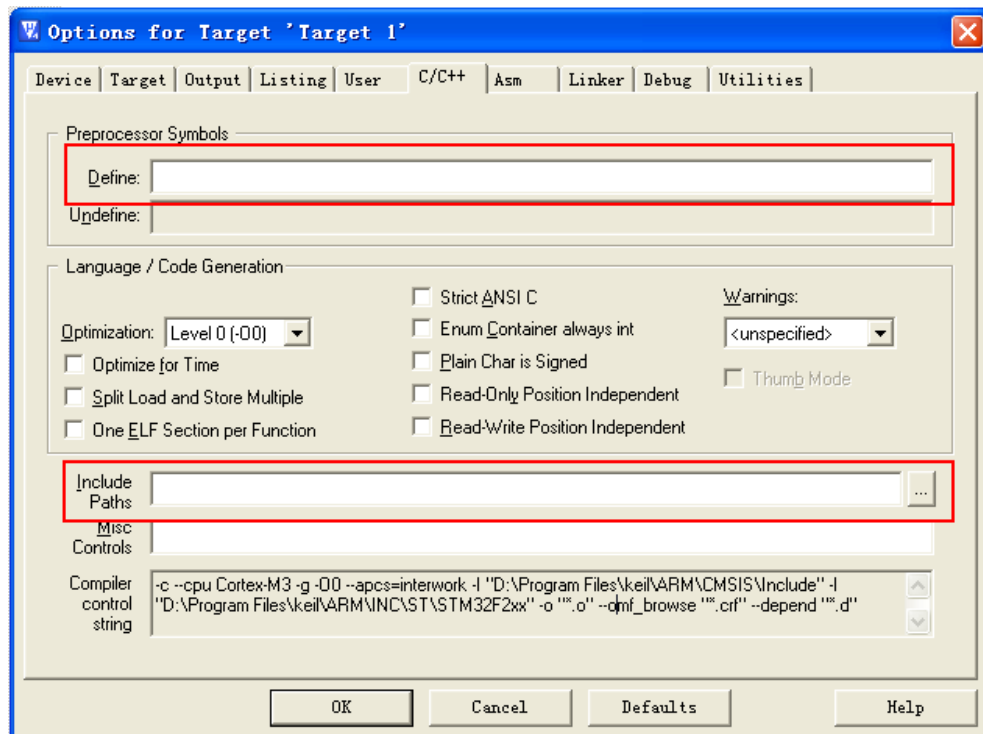 Options for Target 'Target 1'
Device Target Output Listing User C/C++ Asm Linker Debug Utilities
Preprocessor Symbols
Define:
Undefine:
Language / Code Generation
Strict ANSI C
Warnings:
Optimization: Level 0 (-O0)
Enum Container always int
<unspecified>
Optimize for Time
Plain Char is Signed
Thumb Mode
Split Load and Store Multiple
Read-Only Position Independent
One ELF Section per Function
Read-Write Position Independent
Include
Paths
...
Misc
Controls
Compiler
control
string
-c --cpu Cortex-M3 -g -O0 --apcs=interwork -I "D:\Program Files\keil\ARM\CMSIS\Include" -I
"D:\Program Files\keil\ARM\INC\ST\STM32F2xx" -o "*.o" --omf_browse "*.crf" --depend "*.d"
OK Cancel Defaults Help